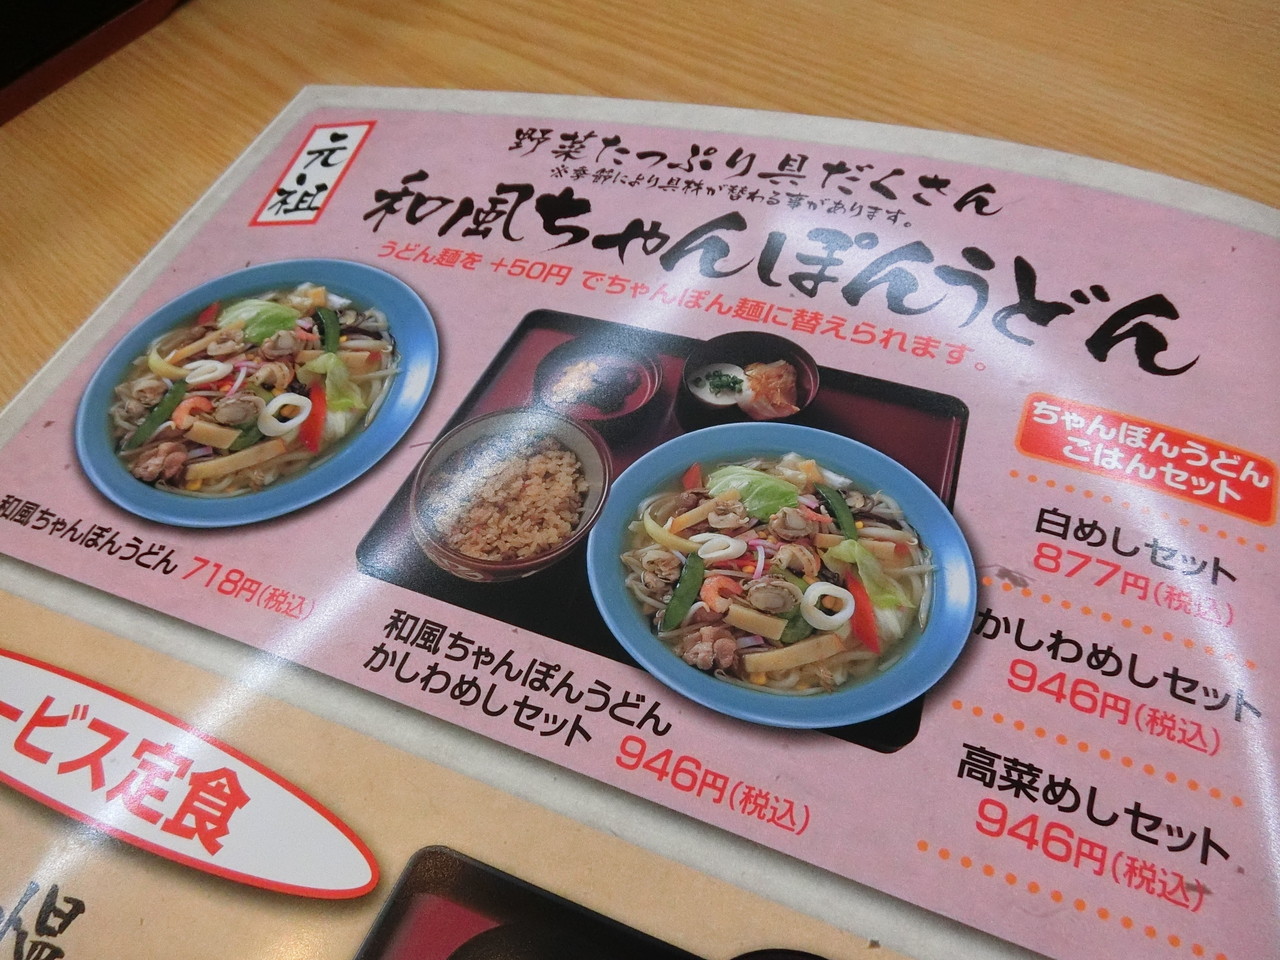 元祖
野菜たっぷり具だくさん
※季節により具材が替わる事があります。
和風ちゃんぽんうどん
うどん麺を +50円 でちゃんぽん麺に替えられます。
和風ちゃんぽんうどん 718円(税込)
和風ちゃんぽんうどん
かしわめしセット 946円(税込)
ちゃんぽんうどん
ごはんセット
白めしセット
877円(税込)
かしわめしセット
946円(税込)
高菜めしセット
946円(税込)
ービス定食